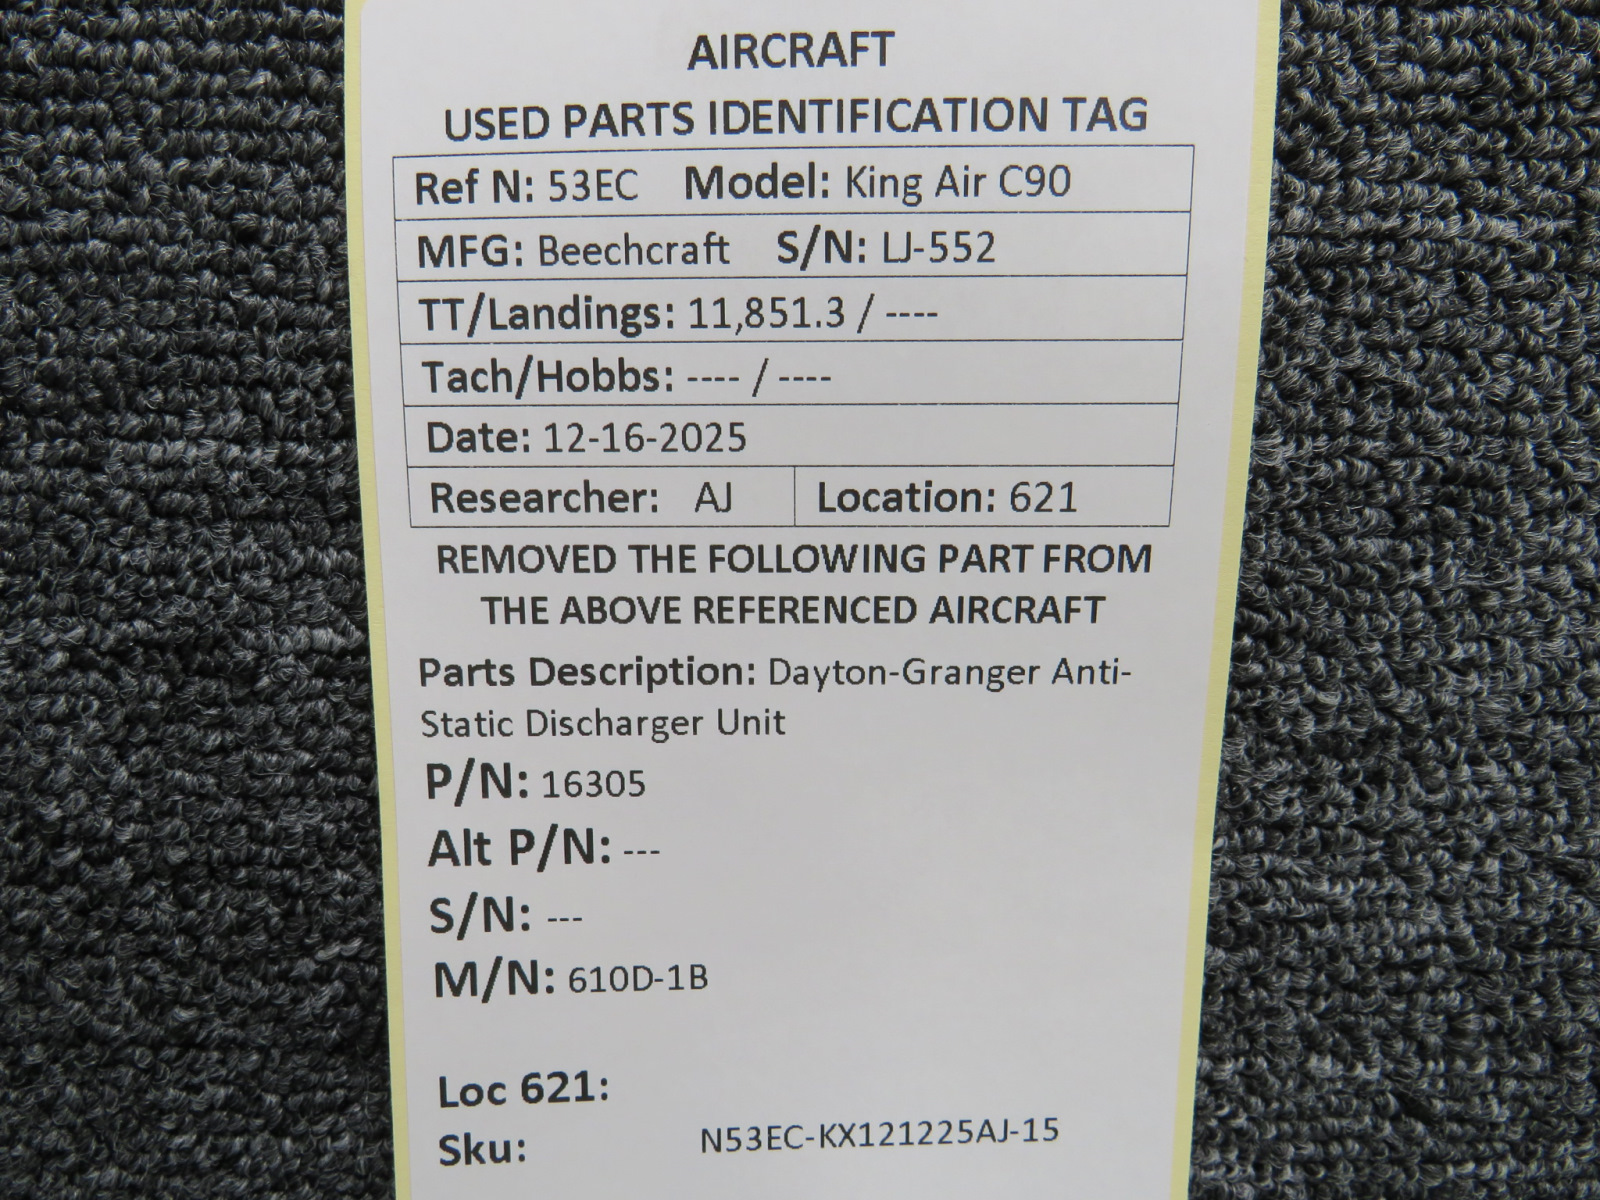 AIRCRAFT
USED PARTS IDENTIFICATION TAG
Ref N: 53EC Model: King Air C90
MFG: Beechcraft S/N: LJ-552
TT/Landings: 11,851.3 / ----
Tach/Hobbs: ---- / ----
Date: 12-16-2025
Researcher: AJ Location: 621
REMOVED THE FOLLOWING PART FROM
THE ABOVE REFERENCED AIRCRAFT
Parts Description: Dayton-Granger Anti-
Static Discharger Unit
P/N: 16305
Alt P/N: ---
S/N: ---
M/N: 610D-1B
Loc 621:
Sku: N53EC-KX121225AJ-15